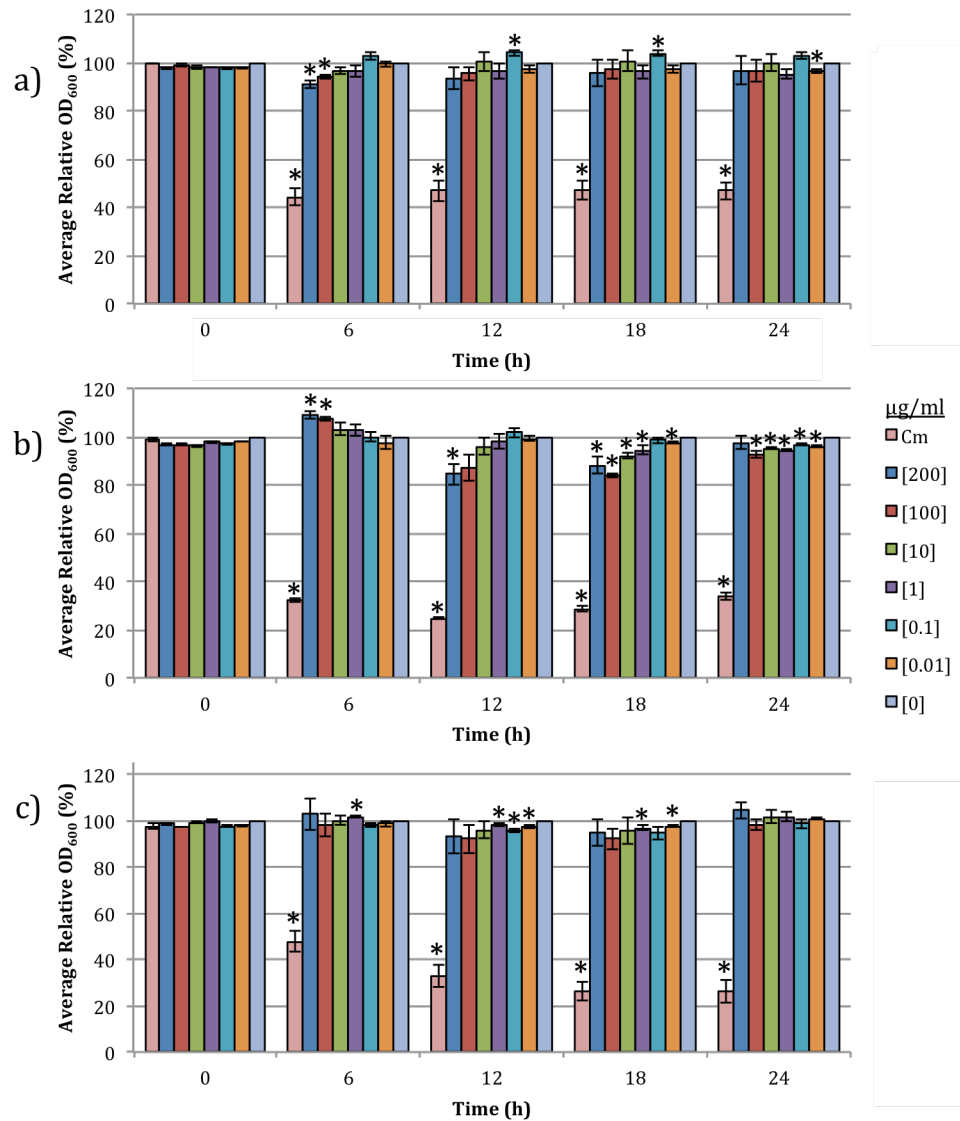 a)
Average Relative OD600 (%)
120
100
80
60
40
20
0
* * * * * * * * *
0 6 12 18 24
Time (h)
b)
Average Relative OD600 (%)
120
100
80
60
40
20
0
* * * * * * * * * * * * * * * * *
0 6 12 18 24
Time (h)
µg/ml
Cm
[200]
[100]
[10]
[1]
[0.1]
[0.01]
[0]
c)
Average Relative OD600 (%)
120
100
80
60
40
20
0
* * * * * * * * * *
0 6 12 18 24
Time (h)